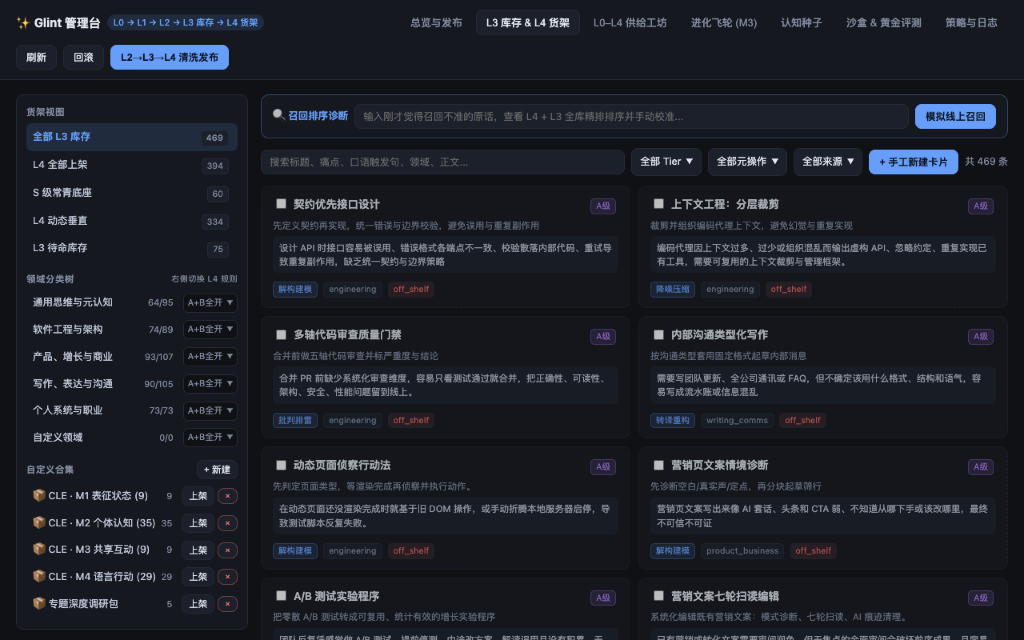 ✨ Glint 管理台
L0 → L1 → L2 → L3 库存 → L4 货架
总览与发布
L3 库存 & L4 货架
L0–L4 供给工坊
进化飞轮 (M3)
认知种子
沙盒 & 黄金评测
策略与日志
刷新
回滚
L2→L3→L4 清洗发布
货架视图
全部 L3 库存 469
L4 全部上架 394
S 级常青底座 60
L4 动态垂直 334
L3 待命库存 75
领域分类树 右侧切换 L4 规则
通用思维与元认知 64/95 A+B全开 ▼
软件工程与架构 74/89 A+B全开 ▼
产品、增长与商业 93/107 A+B全开 ▼
写作、表达与沟通 90/105 A+B全开 ▼
个人系统与职业 73/73 A+B全开 ▼
自定义领域 0/0 A+B全开 ▼
自定义合集 + 新建
📦 CLE · M1 表征状态 (9) 9 上架 ×
📦 CLE · M2 个体认知 (35) 35 上架 ×
📦 CLE · M3 共享互动 (9) 9 上架 ×
📦 CLE · M4 语言行动 (29) 29 上架 ×
📦 专题深度调研包 5 上架 ×
🔍 召回排序诊断 输入刚才觉得召回不准的原话，查看 L4 + L3 全库精排排序并手动校准... 模拟线上召回
搜索标题、痛点、口语触发句、领域、正文... 全部 Tier ▼ 全部元操作 ▼ 全部来源 ▼ + 手工新建卡片 共 469 条
契约优先接口设计 A级
先定义契约再实现，统一错误与边界校验，避免误用与重复副作用
设计 API 时接口容易被误用、错误格式各端点不一致、校验散落内部代码、重试导
致重复副作用，缺乏统一契约与边界策略
解构建模 engineering off_shelf
上下文工程：分层裁剪 A级
裁剪并组织编码代理上下文，避免幻觉与重复实现
编码代理因上下文过多、过少或组织混乱而输出虚构 API、忽略约定、重复实现已
有工具，需要可复用的上下文裁剪与管理框架。
降噪压缩 engineering off_shelf
多轴代码审查质量门禁 A级
合并前做五轴代码审查并标严重度与结论
合并 PR 前缺少系统化审查维度，容易只看测试通过就合并，把正确性、可读性、
架构、安全、性能问题留到线上。
批判排雷 engineering off_shelf
内部沟通类型化写作 A级
按沟通类型套用固定格式起草内部消息
需要写团队更新、全公司通讯或 FAQ，但不确定该用什么格式、结构和语气，容
易写成流水账或信息混乱
转译重构 writing_comms off_shelf
动态页面侦察行动法 A级
先判定页面类型，等渲染完成再侦察并执行动作。
在动态页面还没渲染完成时就基于旧 DOM 操作，或手动折腾本地服务器启停，导
致测试脚本反复失败。
解构建模 engineering off_shelf
营销页文案情境诊断 A级
先诊断空白/真实声/定点，再分块起草筛行
营销页文案写出来像 AI 套话、头条和 CTA 弱、不知道从哪下手或该改哪里，最终
不可信不可证
解构建模 product_business off_shelf
A/B 测试实验程序 A级
把零散 A/B 测试转成可复用、统计有效的增长实验程序
营销文案七轮扫读编辑 A级
系统化编辑既有营销文案：模式诊断、七轮扫读、AI 痕迹清理。